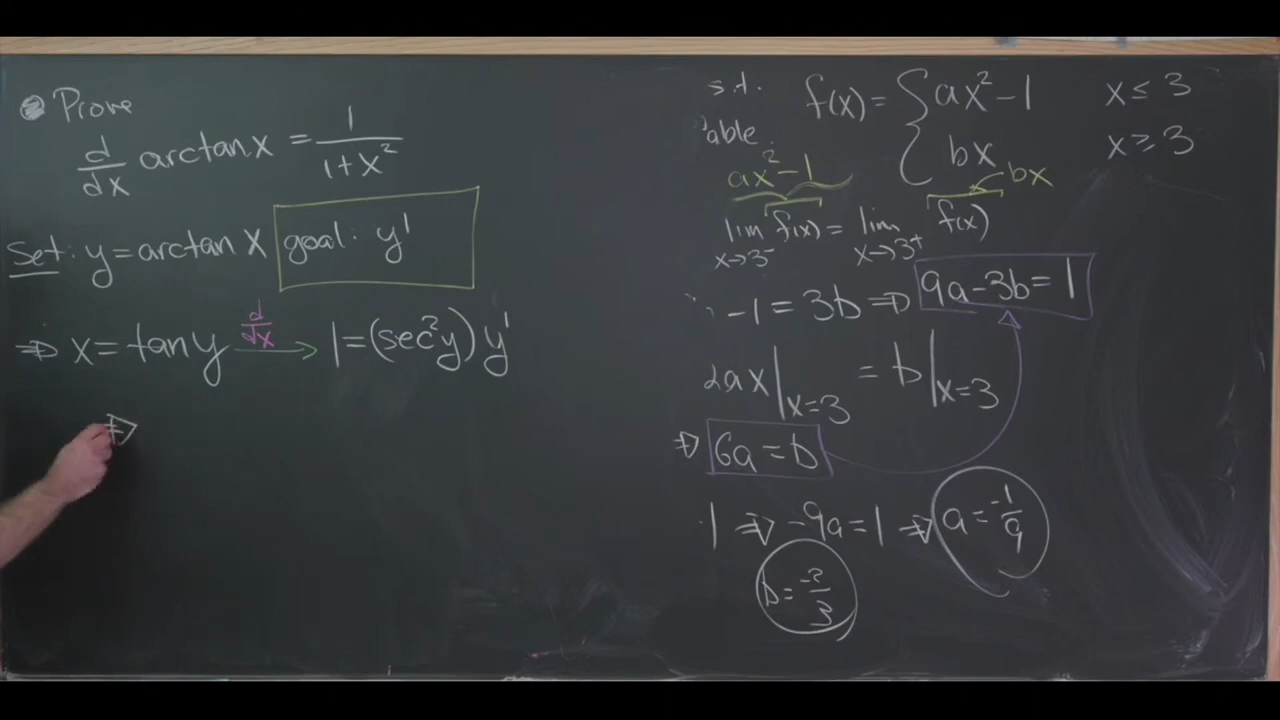 Prove
d/dx arctan x = 1/(1+x²)
Set: y = arctan x goal: y'
⇒ x = tan y d/dx → 1 = (sec²y) y'
⇒
s.t. f(x) = { ax² - 1 x ≤ 3
able. bx x ≥ 3
ax² - 1 bx
lim x→3⁻ f(x) = lim x→3⁺ f(x)
-1 = 3b ⇒ 9a - 3b = 1
2ax |x=3 = b |x=3
⇒ 6a = b
1 ⇒ -9a = 1 ⇒ a = -1/9
b = -2/3